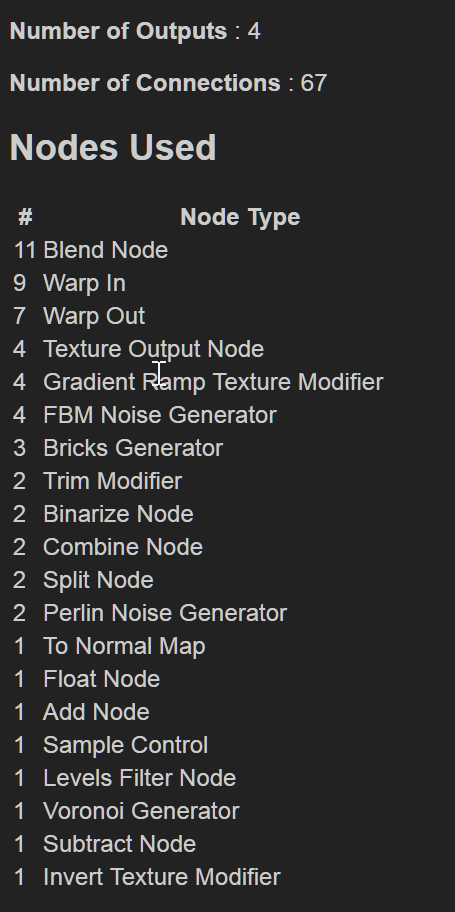 Number of Outputs : 4
Number of Connections : 67
Nodes Used
# Node Type
11 Blend Node
9 Warp In
7 Warp Out
4 Texture Output Node
4 Gradient Ramp Texture Modifier
4 FBM Noise Generator
3 Bricks Generator
2 Trim Modifier
2 Binarize Node
2 Combine Node
2 Split Node
2 Perlin Noise Generator
1 To Normal Map
1 Float Node
1 Add Node
1 Sample Control
1 Levels Filter Node
1 Voronoi Generator
1 Subtract Node
1 Invert Texture Modifier